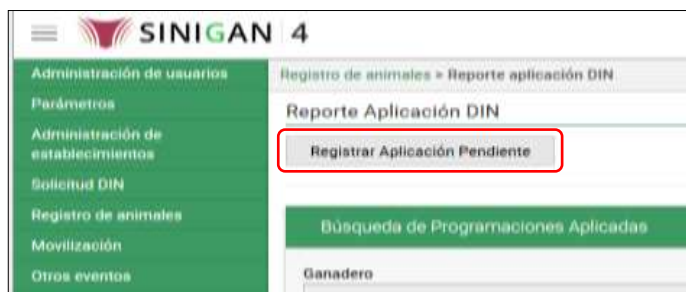 SINIGAN 4
Administración de usuarios
Registro de animales » Reporte aplicación DIN
Parámetros
Reporte Aplicación DIN
Administración de
establecimientos
Registrar Aplicación Pendiente
Solicitud DIN
Registro de animales
Búsqueda de Programaciones Aplicadas
Movilización
Otros eventos
Ganadero